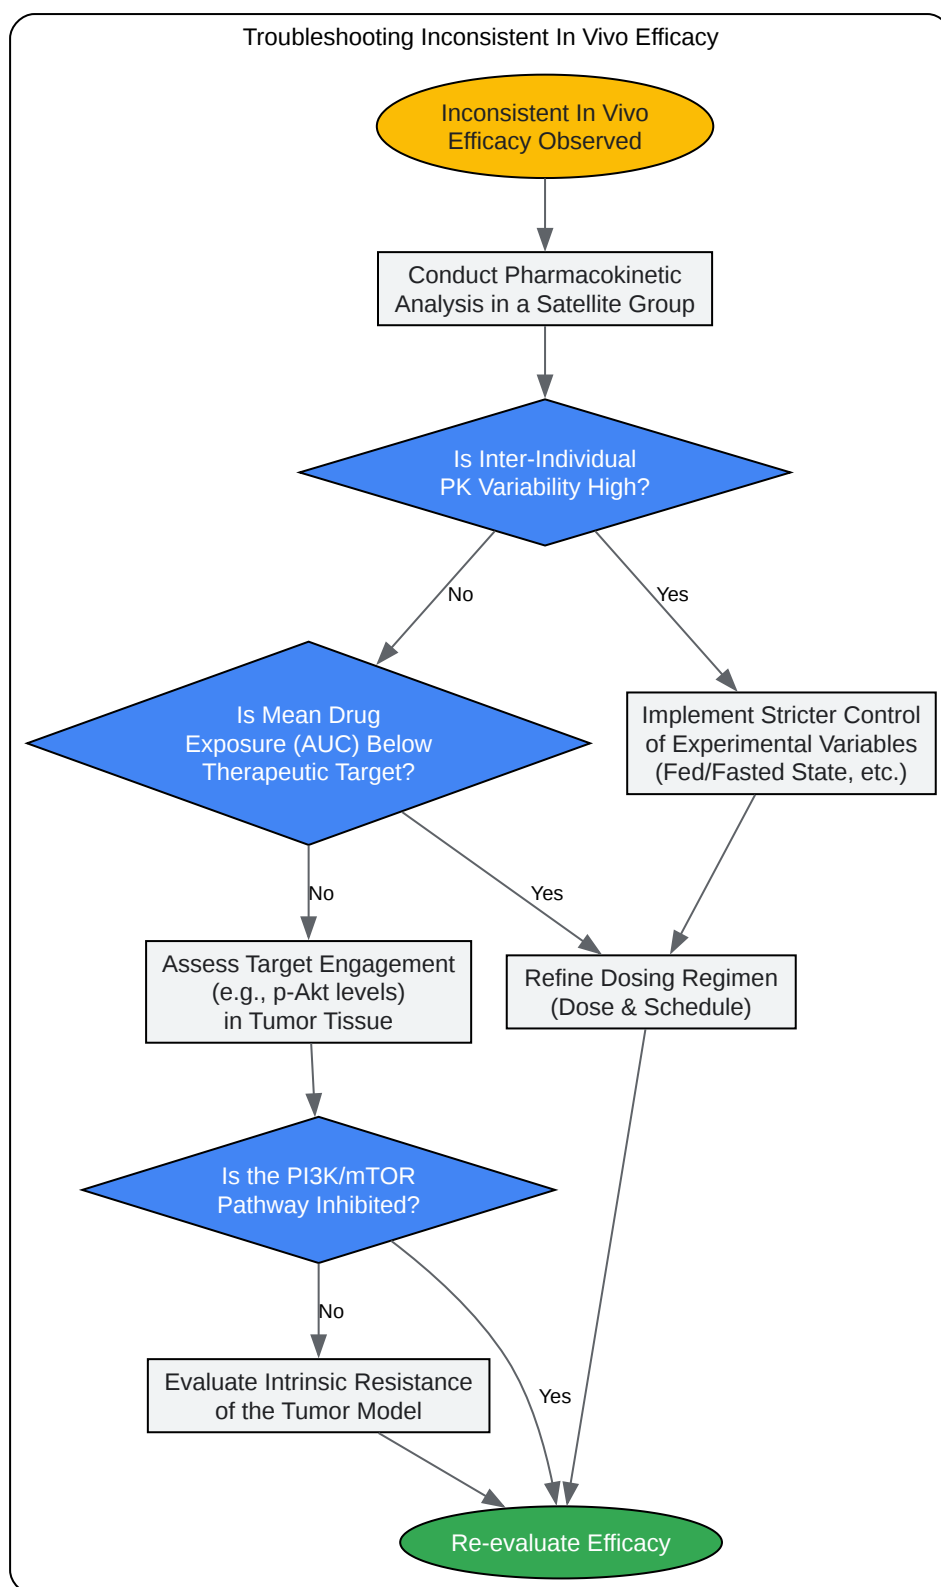 Troubleshooting Inconsistent In Vivo Efficacy
Inconsistent In Vivo
Efficacy Observed
Conduct Pharmacokinetic
Analysis in a Satellite Group
Is Inter-Individual
PK Variability High?
No
Yes
Is Mean Drug
Exposure (AUC) Below
Therapeutic Target?
Implement Stricter Control
of Experimental Variables
(Fed/Fasted State, etc.)
No
Yes
Assess Target Engagement
(e.g., p-Akt levels)
in Tumor Tissue
Refine Dosing Regimen
(Dose & Schedule)
Is the PI3K/mTOR
Pathway Inhibited?
No
Yes
Evaluate Intrinsic Resistance
of the Tumor Model
Re-evaluate Efficacy